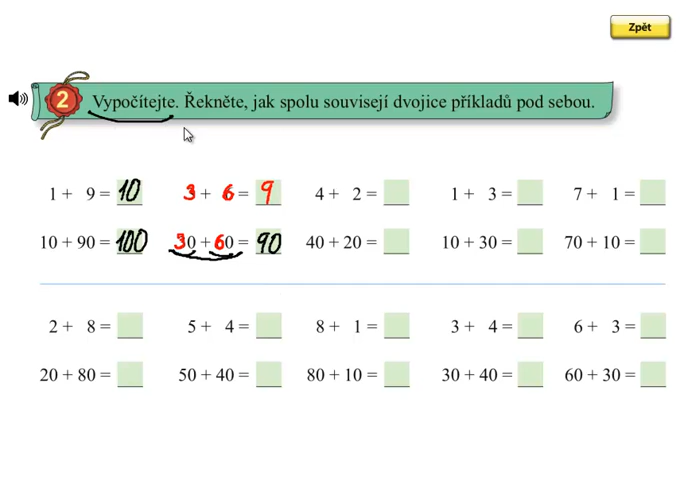 Zpět
2 Vypočítejte. Řekněte, jak spolu souvisejí dvojice příkladů pod sebou.
1 + 9 = 10 3 + 6 = 9 4 + 2 = 1 + 3 = 7 + 1 =
10 + 90 = 100 30 + 60 = 90 40 + 20 = 10 + 30 = 70 + 10 =
2 + 8 = 5 + 4 = 8 + 1 = 3 + 4 = 6 + 3 =
20 + 80 = 50 + 40 = 80 + 10 = 30 + 40 = 60 + 30 =